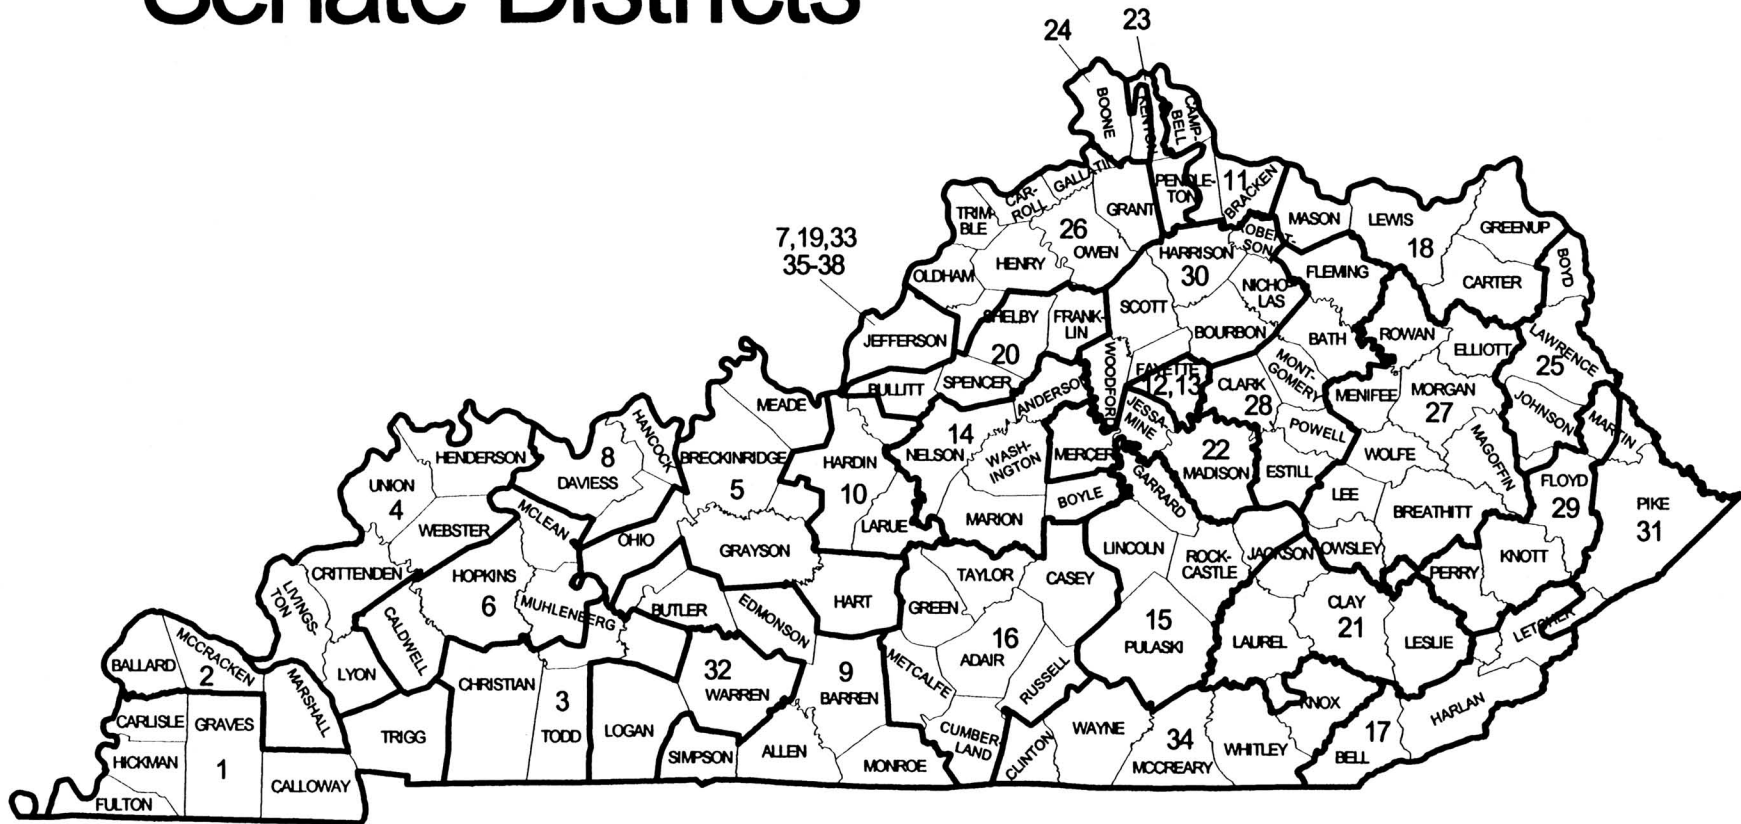 Senate Districts
23
24
BOONE
KENTON
CAMP-
BELL
GALLATIN
PENDLE-
TON
11
BRACKEN
CAR-
ROLL
TRIM-
BLE
GRANT
MASON
LEWIS
GREENUP
26
7,19,33
35-38
HENRY
OWEN
HARRISON
30
ROBERT-
SON
18
BOYD
OLDHAM
FLEMING
CARTER
SHELBY
FRANK-
LIN
SCOTT
NICHO-
LAS
JEFFERSON
BOURBON
BATH
ROWAN
ELLIOTT
LAWRENCE
25
20
WOODFORD
FAYETTE
12,13
MONT-
GOMERY
BULLITT
SPENCER
ANDERSON
CLARK
28
MENIFEE
MORGAN
27
JOHNSON
MARTIN
MEADE
JESSA-
MINE
HANCOCK
14
NELSON
WASH-
INGTON
MERCER
22
MADISON
POWELL
WOLFE
MAGOFFIN
HENDERSON
8
DAVIESS
BRECKINRIDGE
5
HARDIN
10
GARRARD
ESTILL
FLOYD
29
UNION
4
BOYLE
LEE
BREATHITT
PIKE
31
WEBSTER
MCLEAN
OHIO
GRAYSON
LARUE
MARION
LINCOLN
ROCK-
CASTLE
JACKSON
OWSLEY
KNOTT
PERRY
CRITTENDEN
LIVINGS-
TON
HOPKINS
6
MUHLENBERG
BUTLER
EDMONSON
HART
TAYLOR
GREEN
CASEY
15
PULASKI
CLAY
21
LAUREL
LESLIE
LETCHER
BALLARD
MCCRACKEN
2
MARSHALL
LYON
CALDWELL
CHRISTIAN
3
TODD
LOGAN
32
WARREN
9
BARREN
METCALFE
16
ADAIR
RUSSELL
KNOX
HARLAN
CARLISLE
GRAVES
1
TRIGG
SIMPSON
ALLEN
MONROE
CUMBER-
LAND
CLINTON
WAYNE
34
MCCREARY
WHITLEY
17
BELL
HICKMAN
FULTON
CALLOWAY